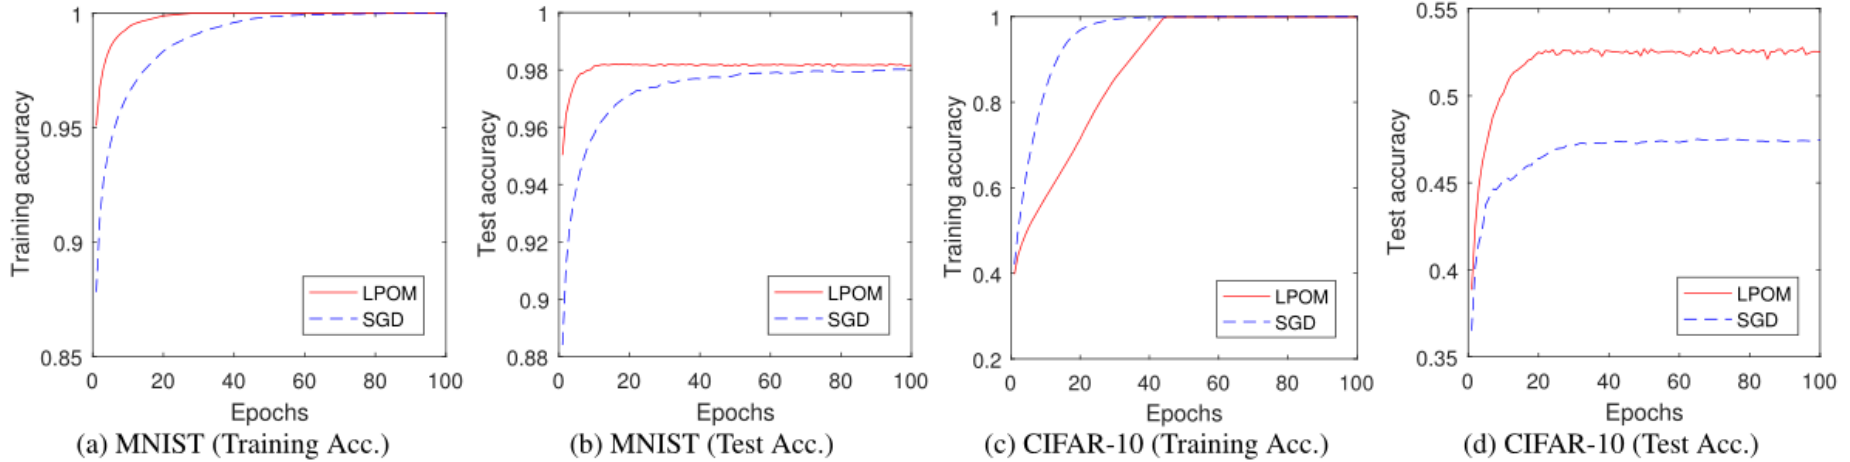 1
0.95
0.9
0.85
Training accuracy
0 20 40 60 80 100
Epochs
LPOM
SGD
(a) MNIST (Training Acc.)
1
0.98
0.96
0.94
0.92
0.9
0.88
Test accuracy
0 20 40 60 80 100
Epochs
LPOM
SGD
(b) MNIST (Test Acc.)
1
0.8
0.6
0.4
0.2
Training accuracy
0 20 40 60 80 100
Epochs
LPOM
SGD
(c) CIFAR-10 (Training Acc.)
0.55
0.5
0.45
0.4
0.35
Test accuracy
0 20 40 60 80 100
Epochs
LPOM
SGD
(d) CIFAR-10 (Test Acc.)